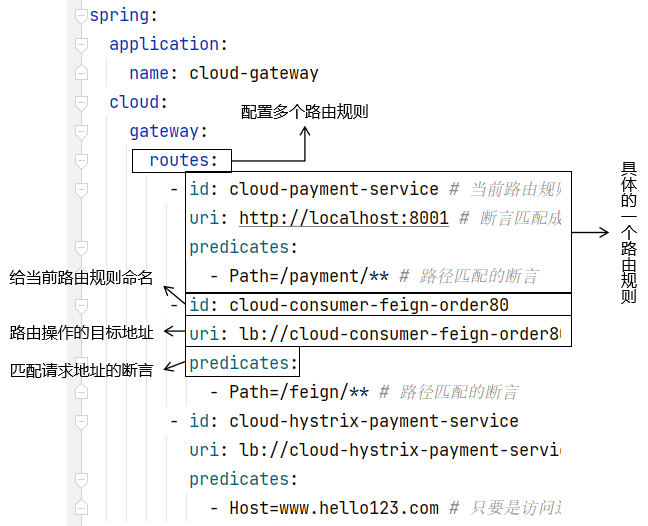 spring:
application:
name: cloud-gateway
cloud:
配置多个路由规则
gateway:
routes:
- id: cloud-payment-service # 当前路由规
uri: http://localhost:8001 # 断言匹配成
predicates:
- Path=/payment/** # 路径匹配的断言
具体的一个路由规则
给当前路由规则命名
- id: cloud-consumer-feign-order80
路由操作的目标地址
uri: lb://cloud-consumer-feign-order80
匹配请求地址的断言
predicates:
- Path=/feign/** # 路径匹配的断言
- id: cloud-hystrix-payment-service
uri: lb://cloud-hystrix-payment-servic
predicates:
- Host=www.hello123.com # 只要是访问